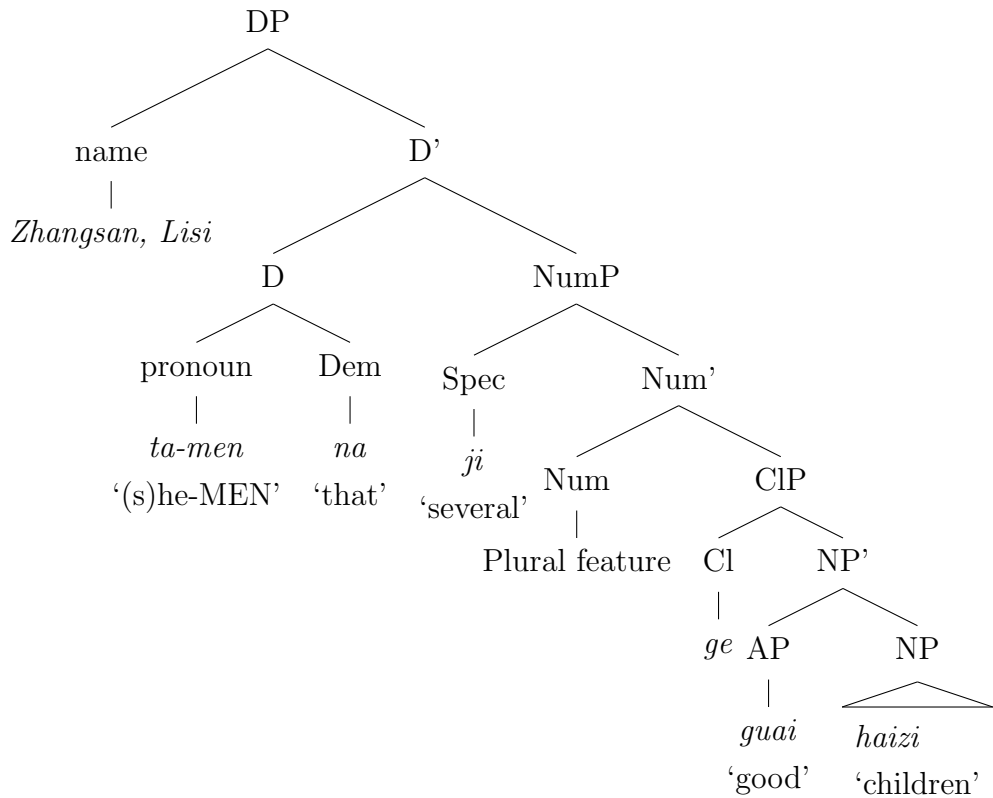 DP
name D’
Zhangsan, Lisi
D NumP
pronoun Dem Spec Num’
ta-men na ji
‘(s)he-MEN’ ‘that’ ‘several’ Num ClP
Plural feature Cl NP’
ge AP NP
guai haizi
‘good’ ‘children’